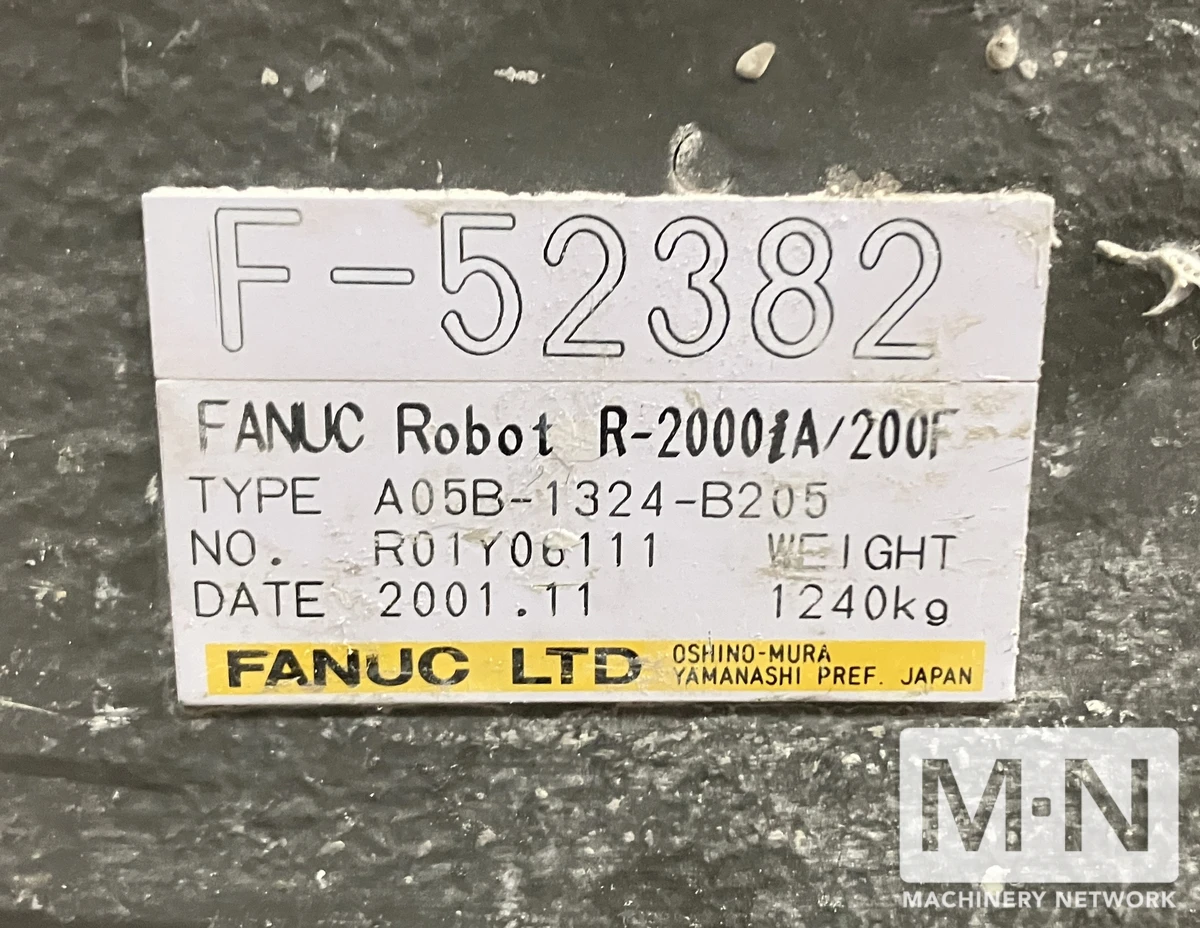 F-52382
FANUC Robot R-2000iA/200F
TYPE A05B-1324-B205
NO. R01Y06111 WEIGHT
DATE 2001.11 1240kg
FANUC LTD OSHINO-MURA
YAMANASHI PREF. JAPAN
M·N
MACHINERY NETWORK